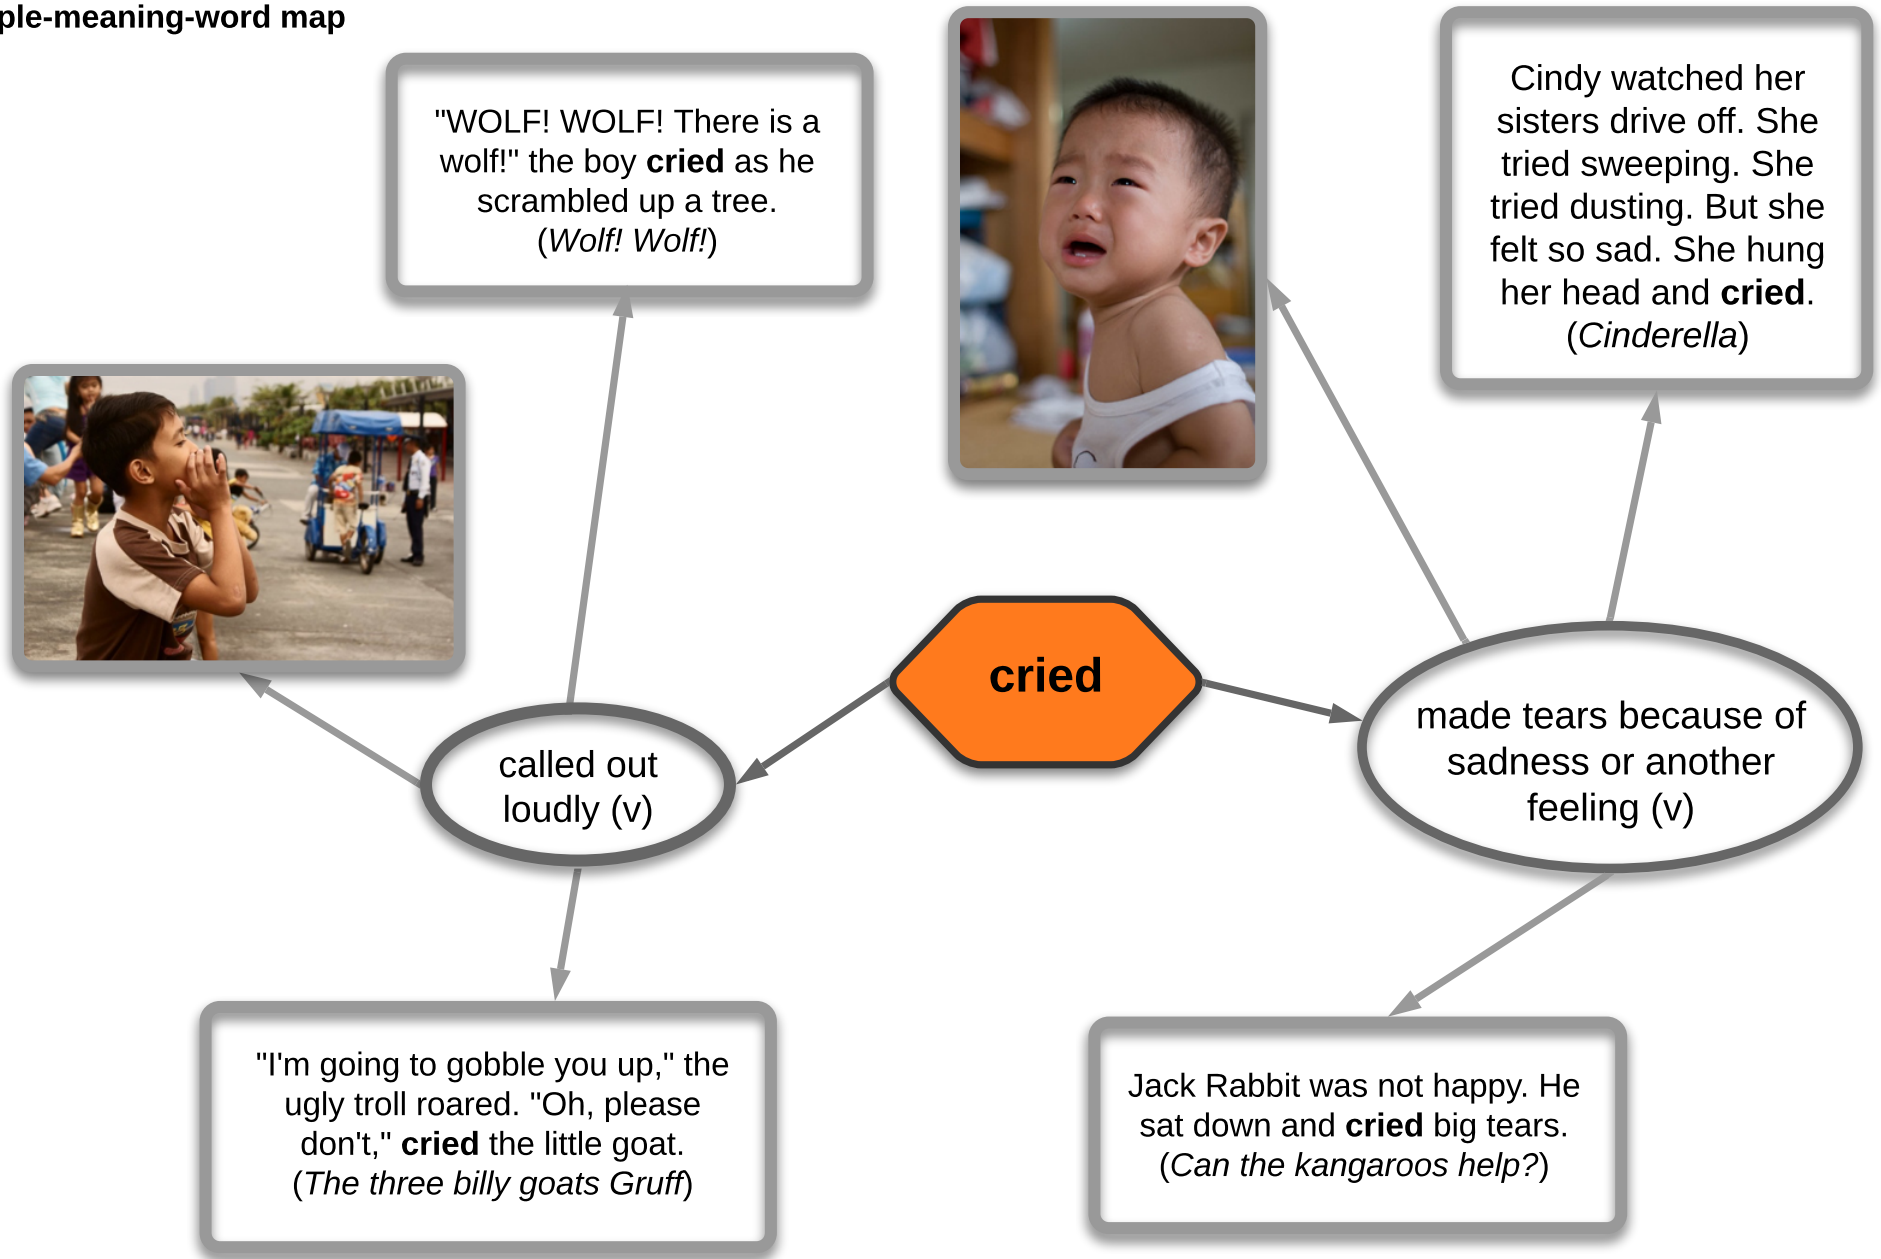 ple-meaning-word map
"WOLF! WOLF! There is a
wolf!" the boy cried as he
scrambled up a tree.
(Wolf! Wolf!)
Cindy watched her
sisters drive off. She
tried sweeping. She
tried dusting. But she
felt so sad. She hung
her head and cried.
(Cinderella)
cried
called out
loudly (v)
made tears because of
sadness or another
feeling (v)
"I'm going to gobble you up," the
ugly troll roared. "Oh, please
don't," cried the little goat.
(The three billy goats Gruff)
Jack Rabbit was not happy. He
sat down and cried big tears.
(Can the kangaroos help?)